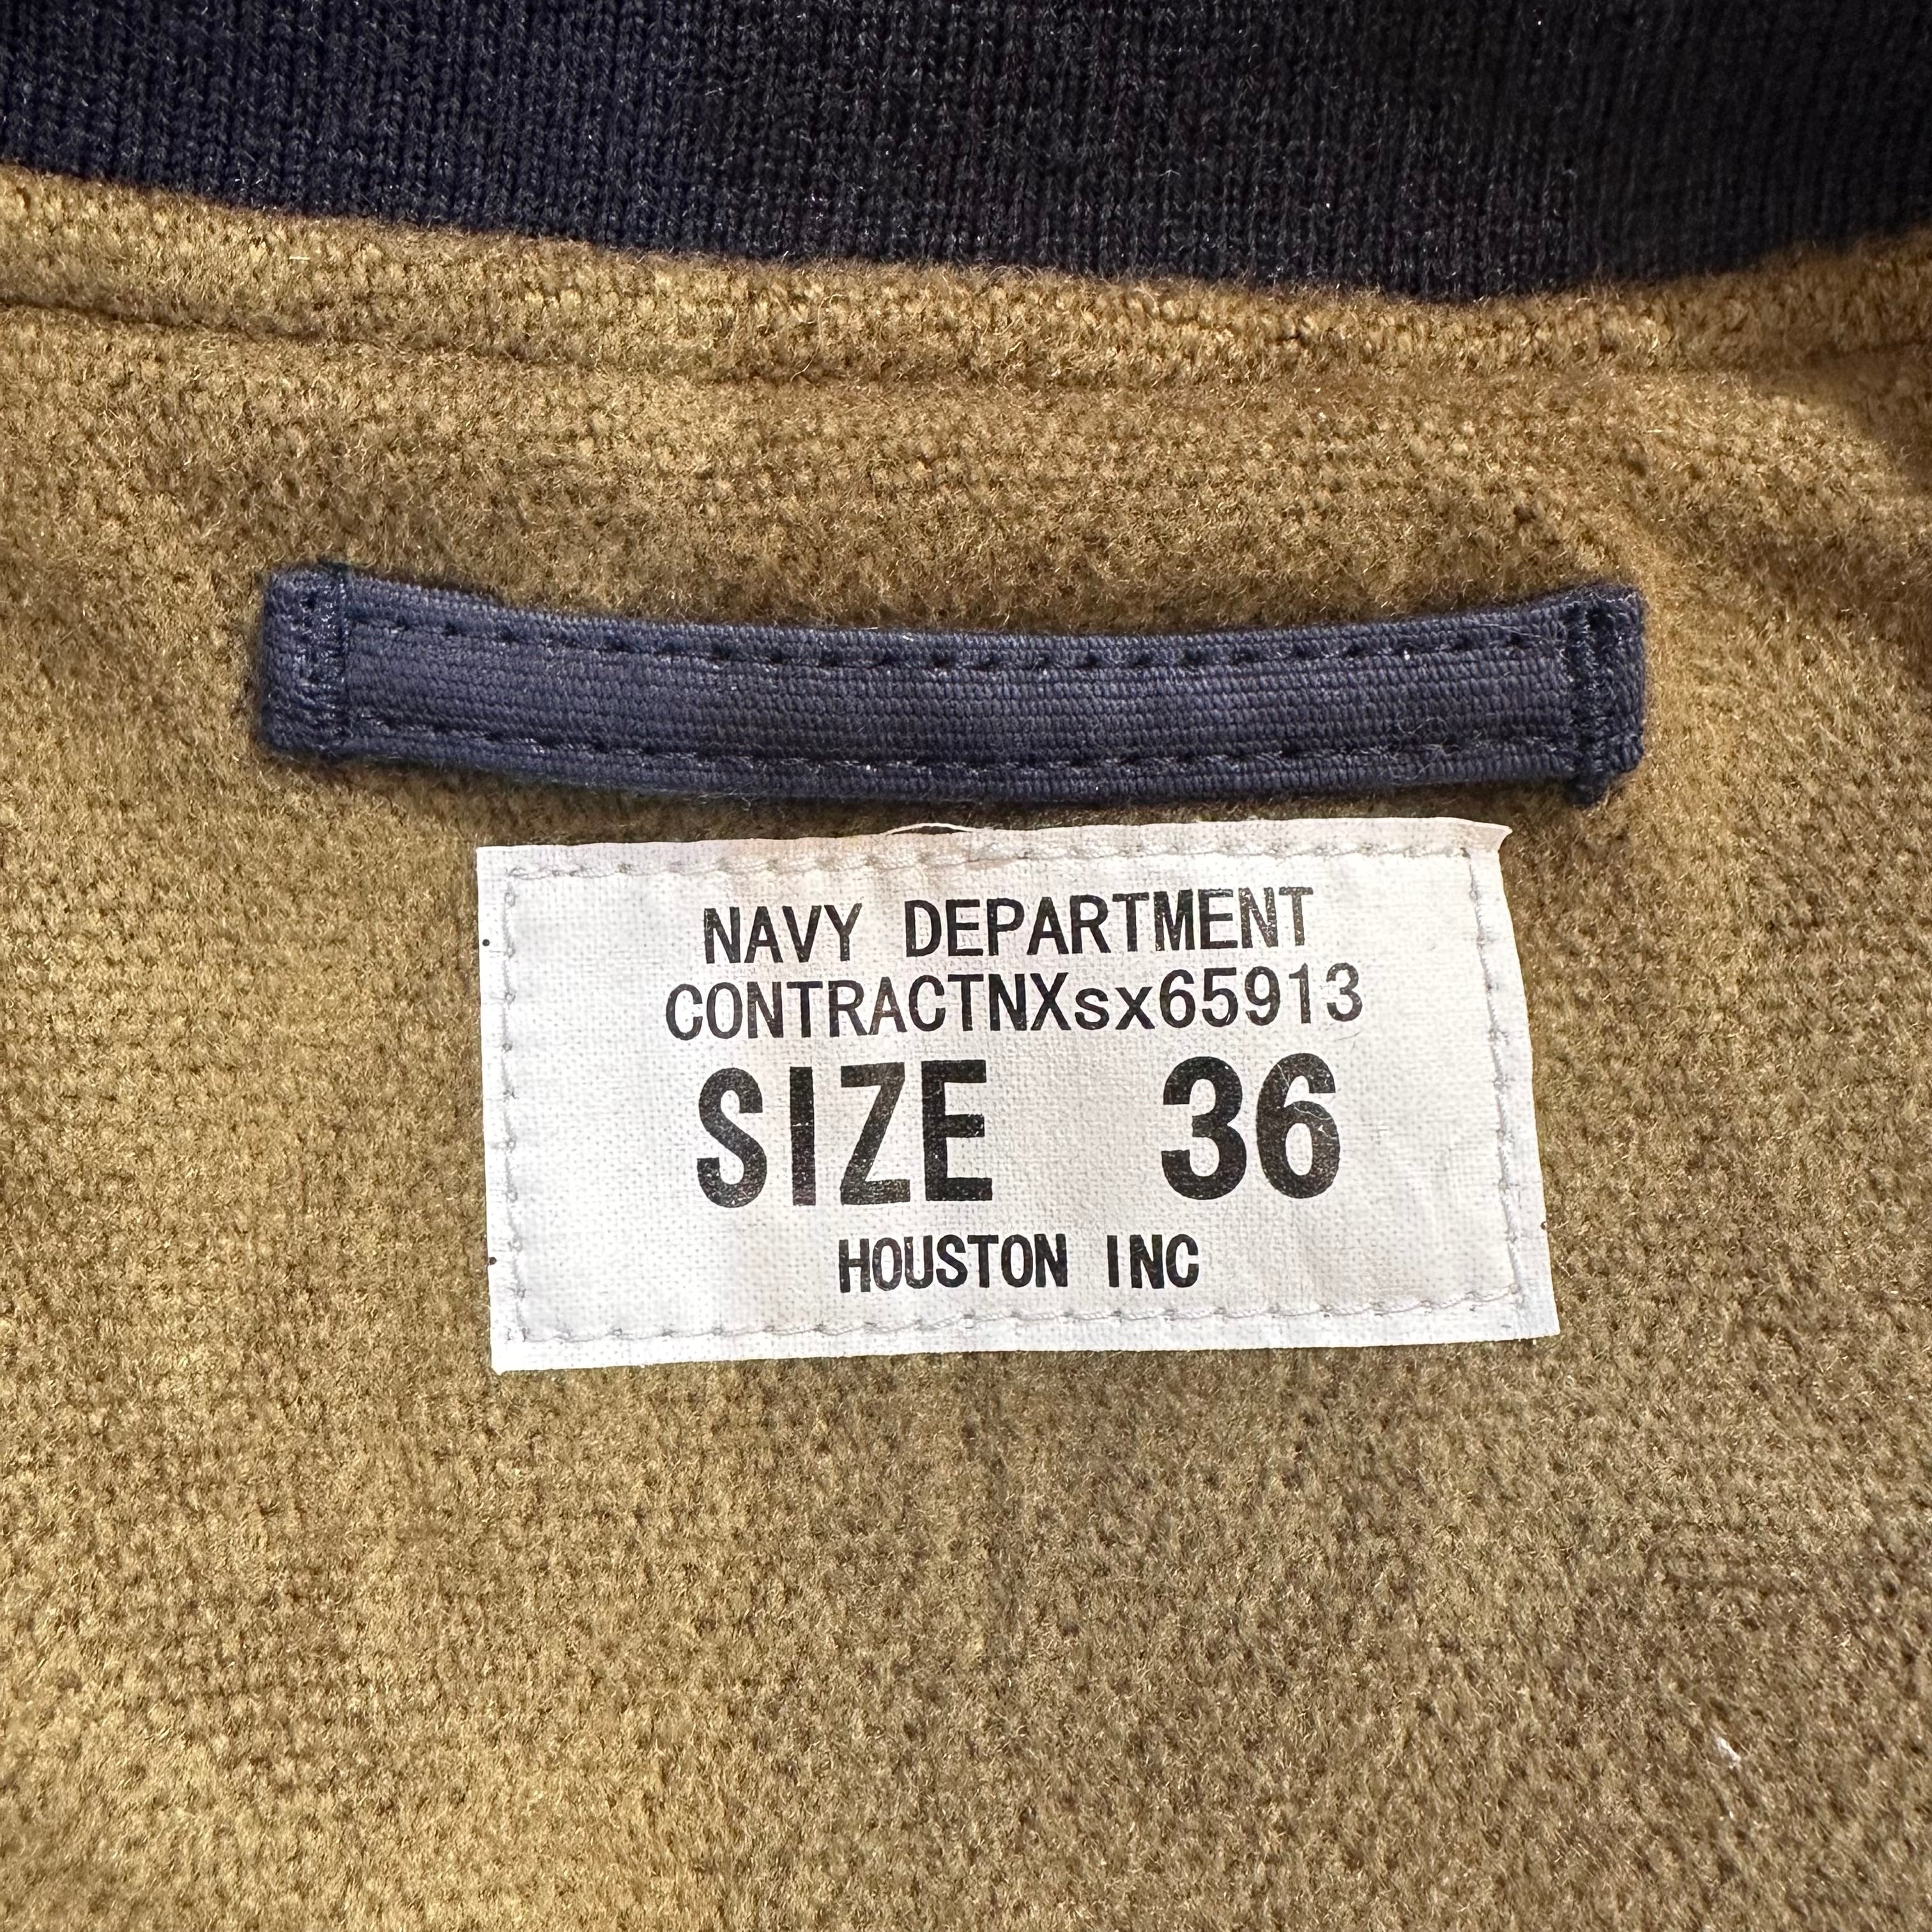 NAVY DEPARTMENT
CONTRACTNXsx65913
SIZE 36
HOUSTON INC